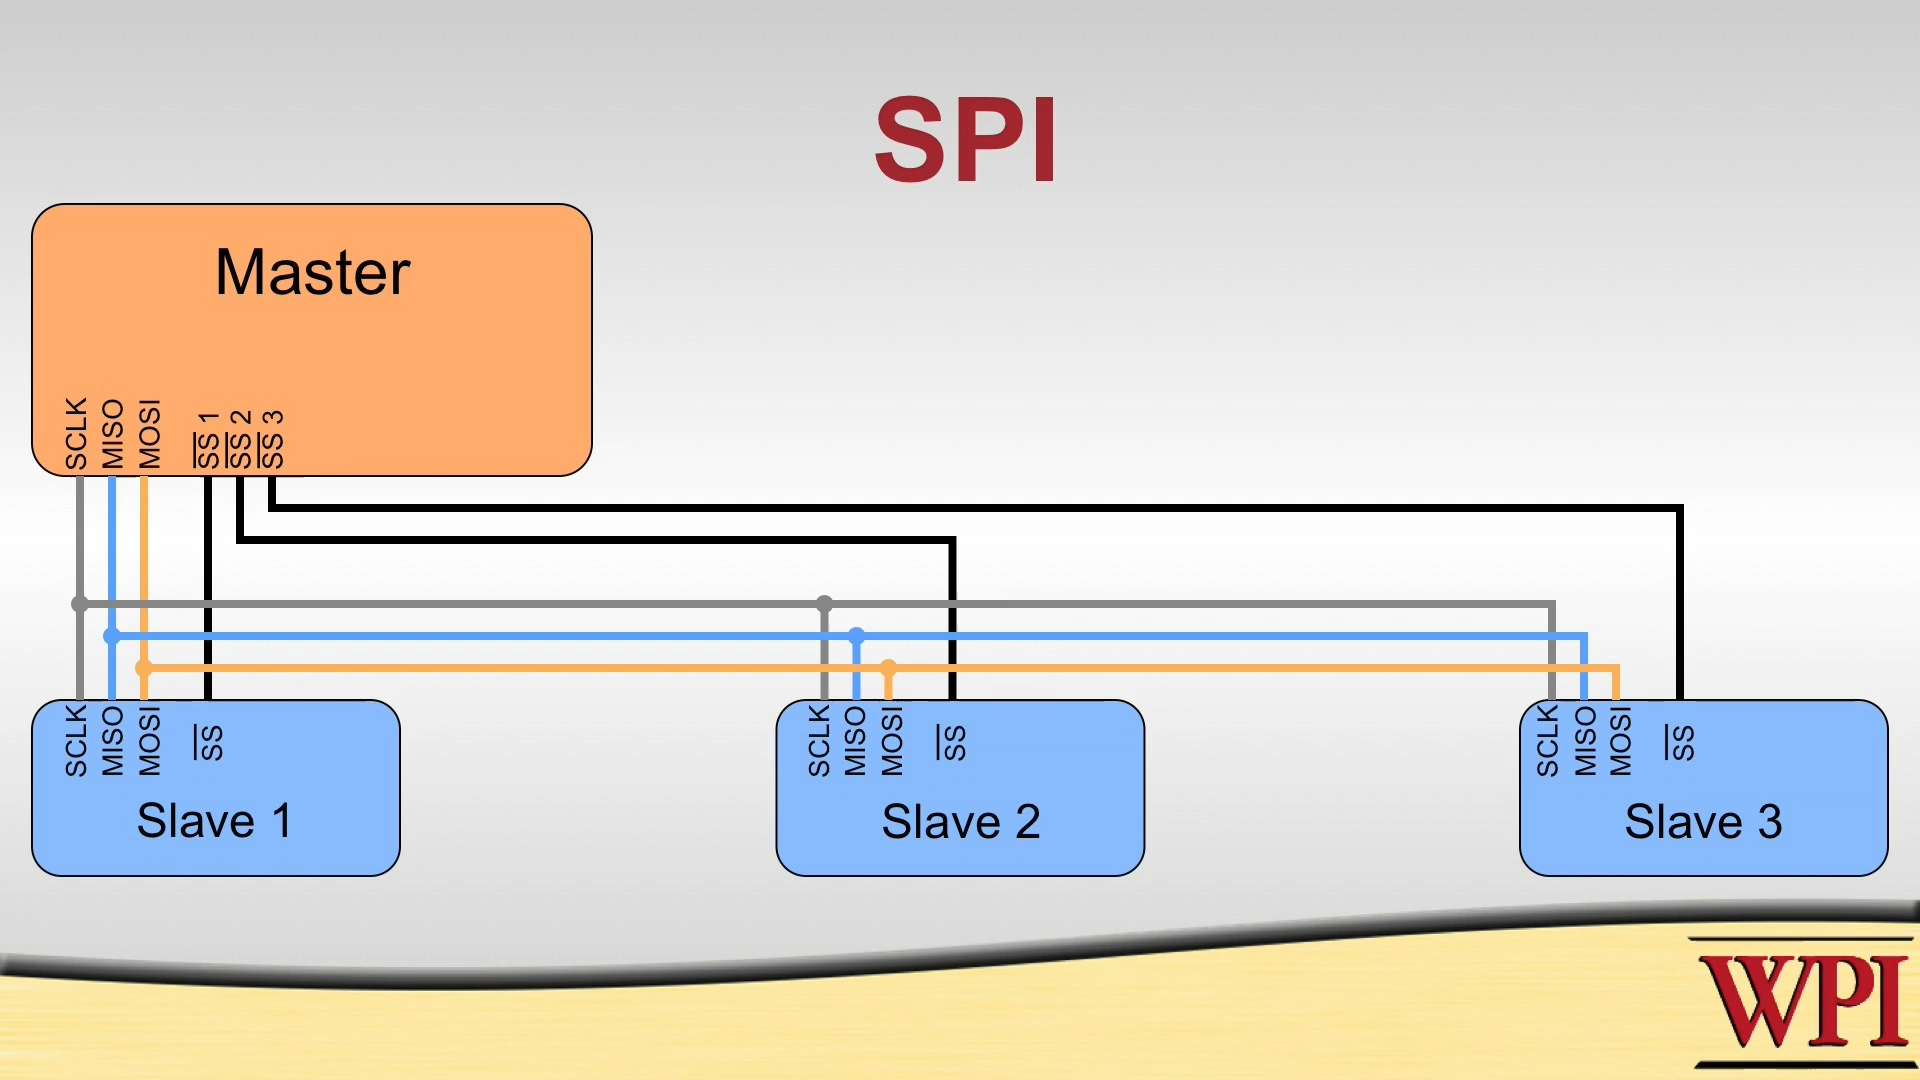 SPI
Master
SCLK
MISO
MOSI
SS 1
SS 2
SS 3
SCLK
MISO
MOSI
SS
Slave 1
SCLK
MISO
MOSI
SS
Slave 2
SCLK
MISO
MOSI
SS
Slave 3
WPI